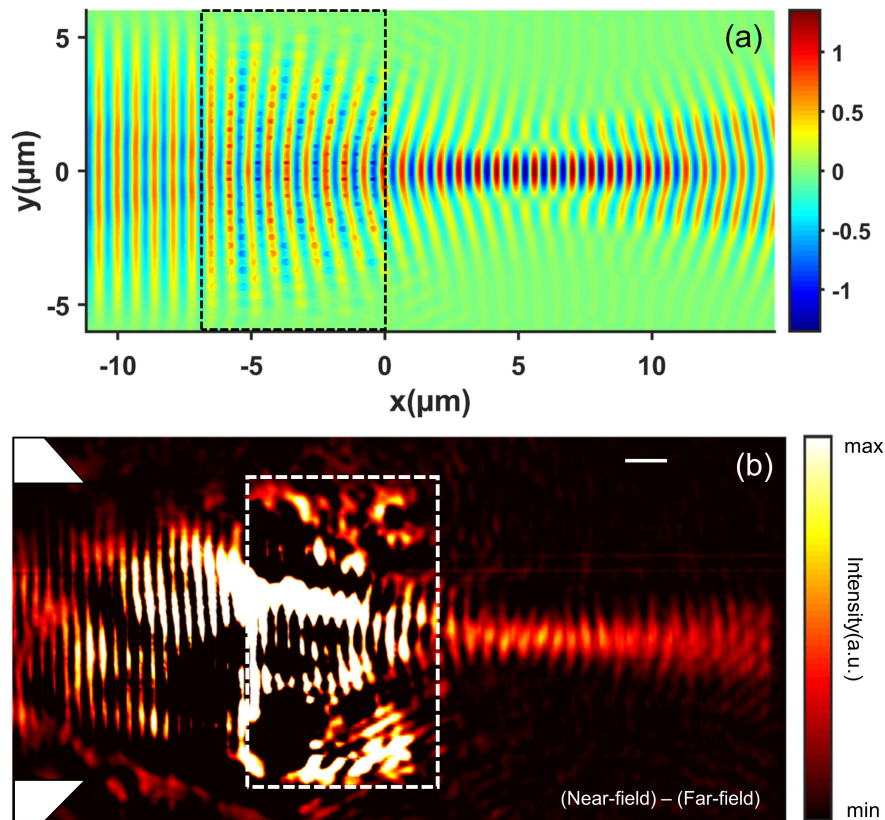 (a)
5
0
-5
y(μm)
-10
-5
0
5
10
x(μm)
1
0.5
0
-0.5
-1
(b)
max
Intensity(a.u.)
min
(Near-field) – (Far-field)